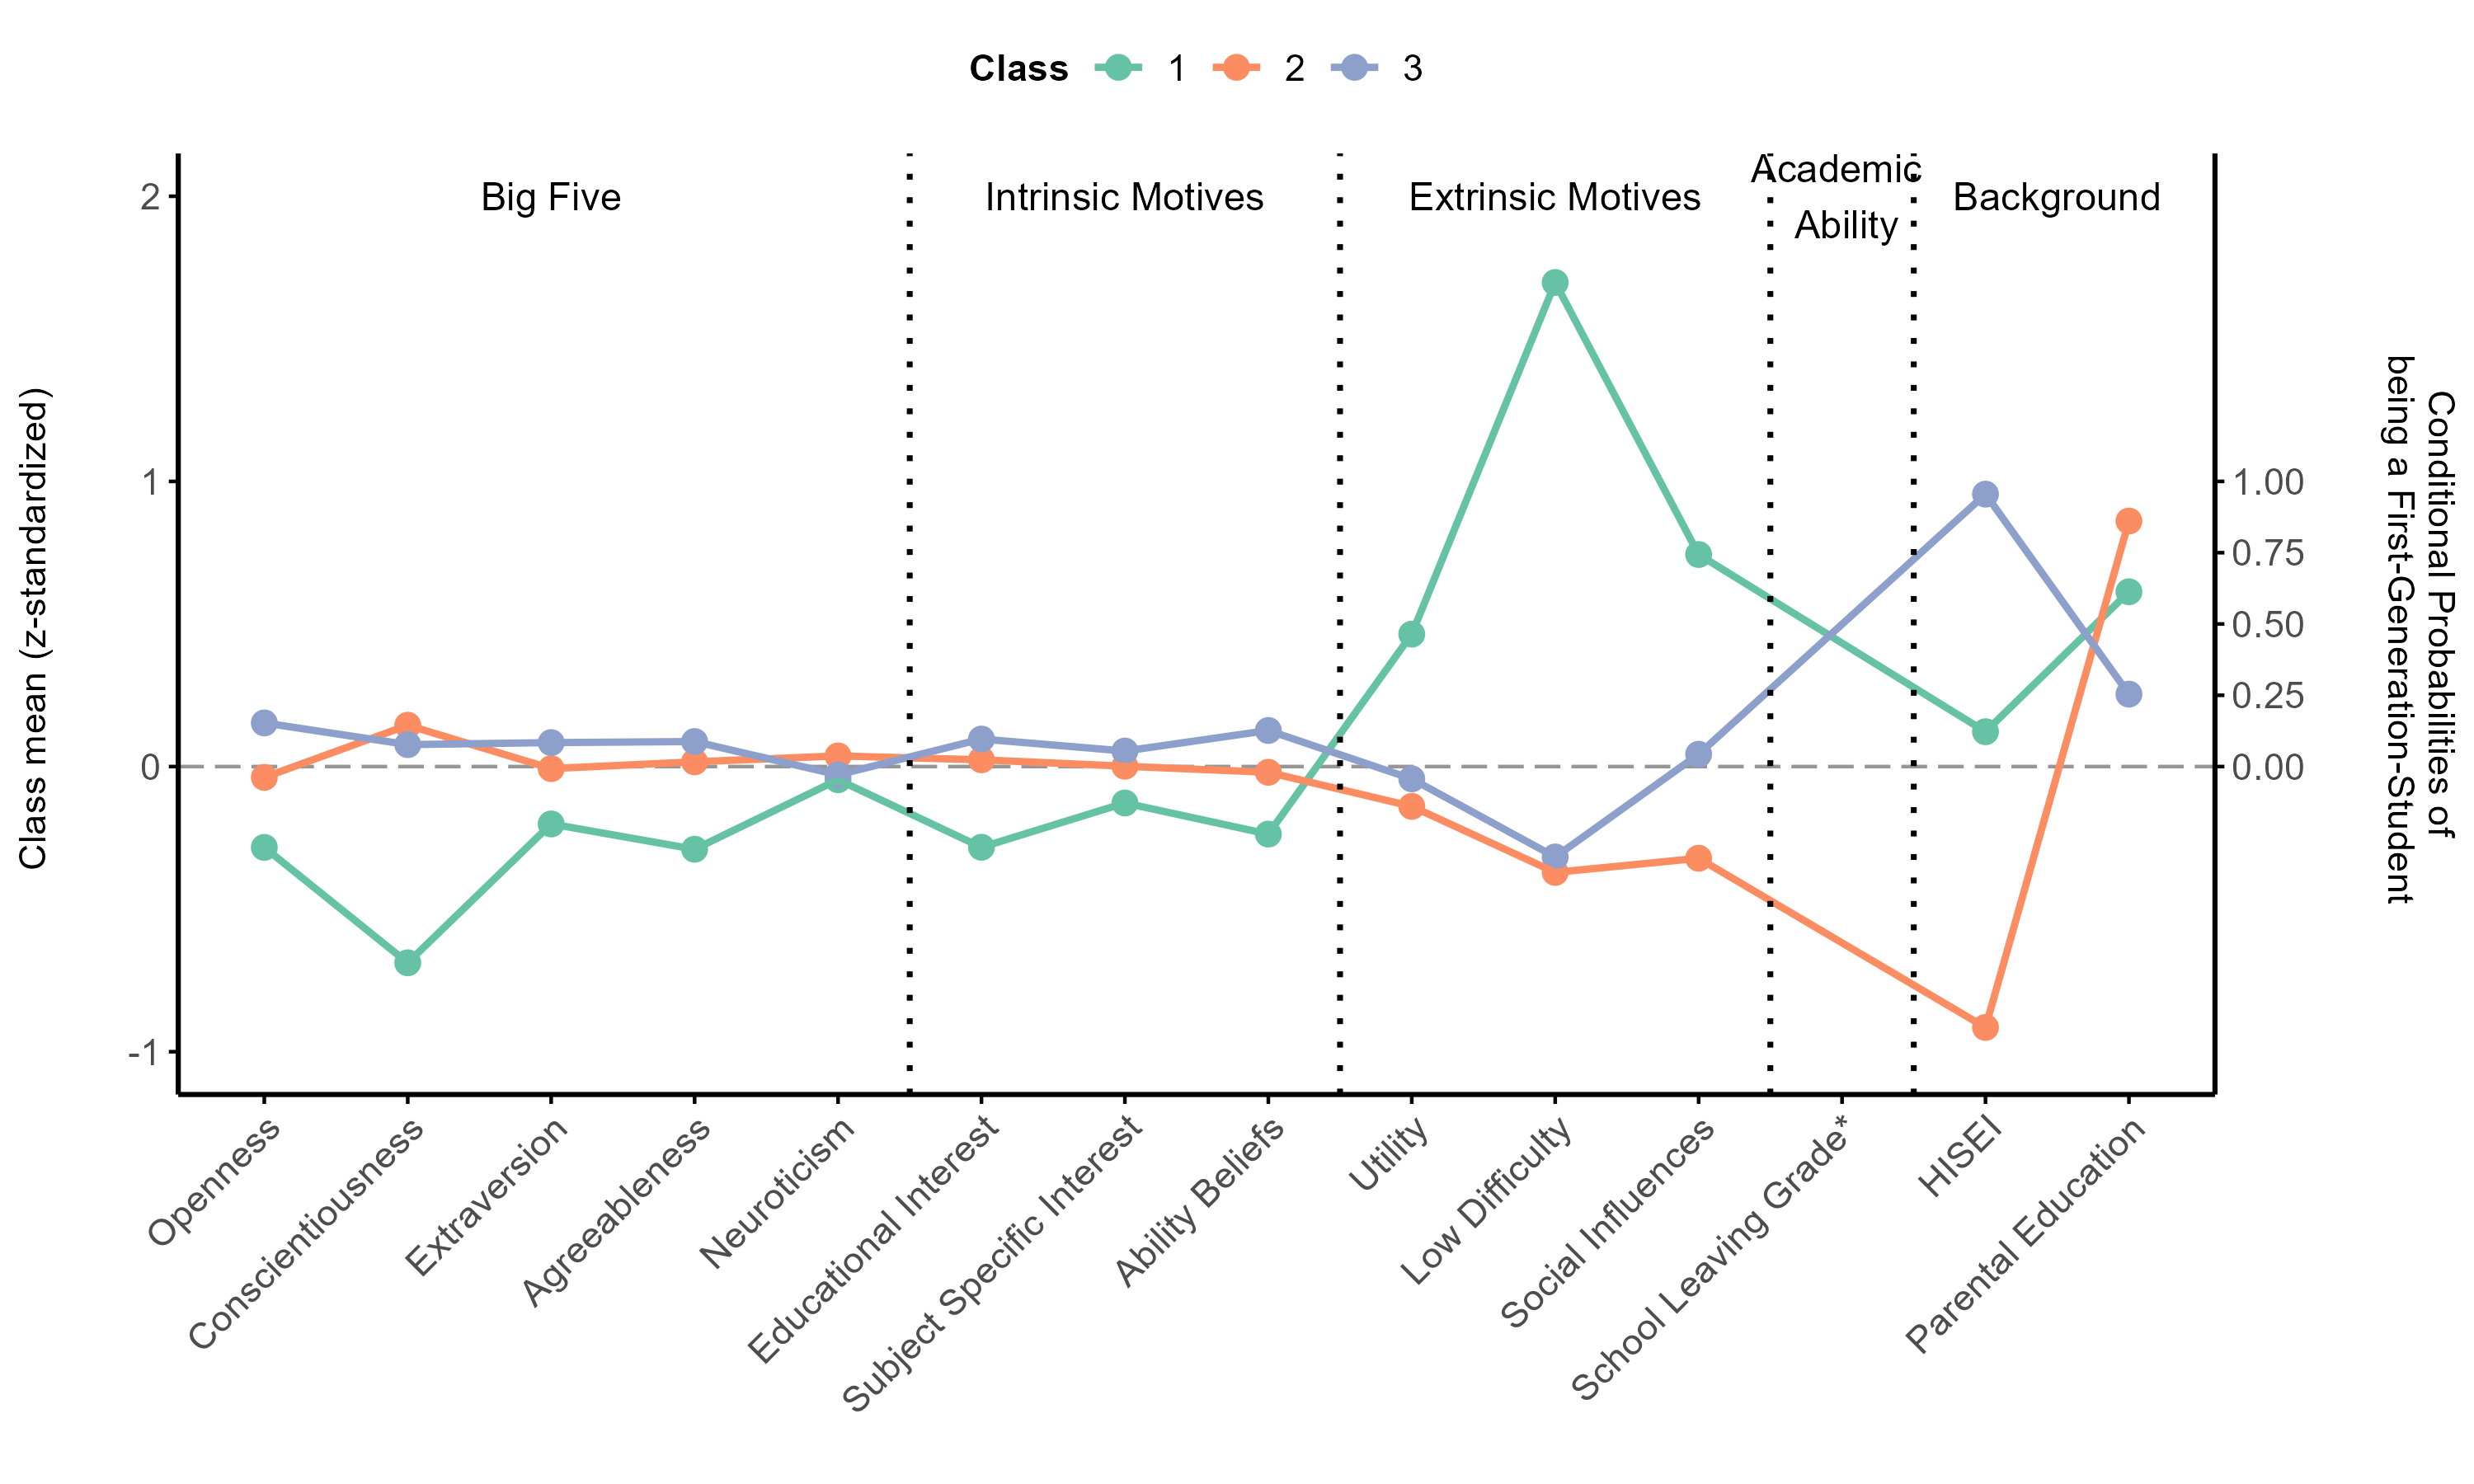 Class 1 2 3
Big Five
Intrinsic Motives
Extrinsic Motives
Academic
Ability
Background
2
1
0
-1
Class mean (z-standardized)
1.00
0.75
0.50
0.25
0.00
Conditional Probabilities of
being a First-Generation-Student
Openness
Conscientiousness
Extraversion
Agreeableness
Neuroticism
Educational Interest
Subject Specific Interest
Ability Beliefs
Utility
Low Difficulty
Social Influences
School Leaving Grade*
HISEI
Parental Education